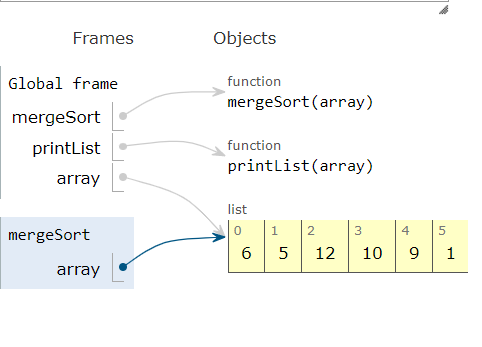 Frames Objects
Global frame
function
mergeSort mergeSort(array)
function
printList printList(array)
array
list
0 1 2 3 4 5
6 5 12 10 9 1
mergeSort
array